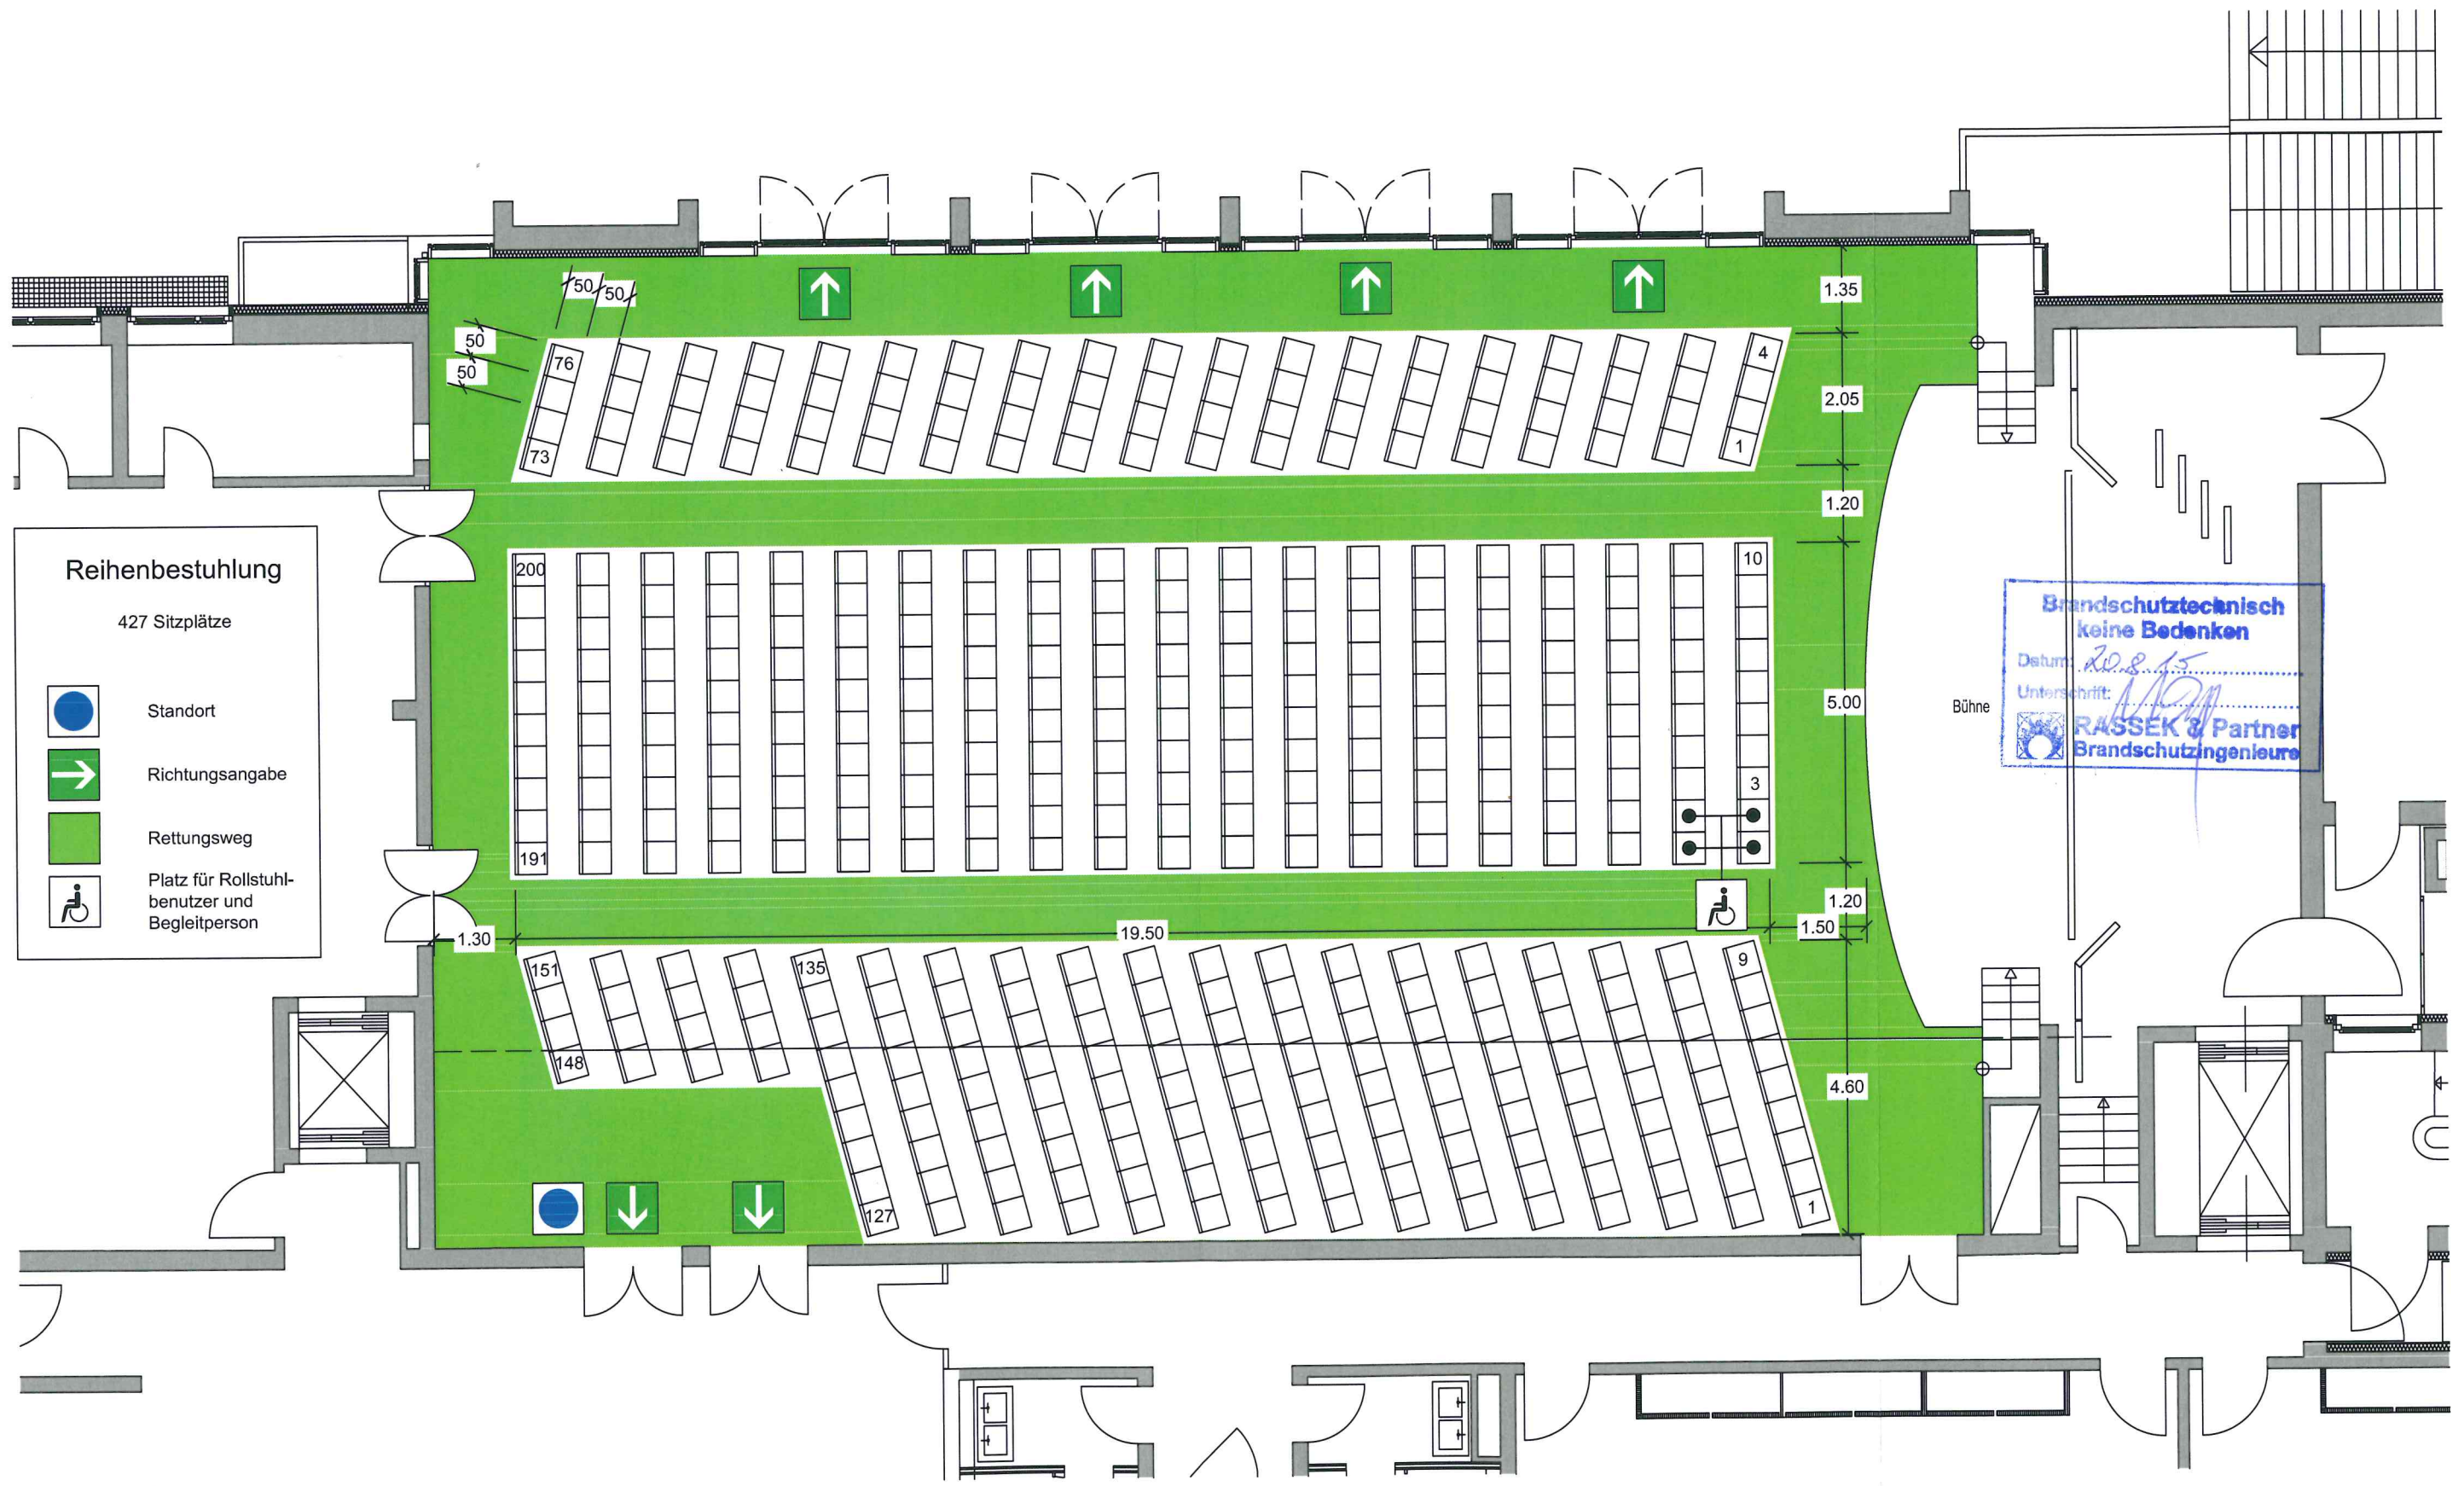 50
50
50
50
1.35
76
73
4
1
2.05
1.20
Reihenbestuhlung
427 Sitzplätze
Standort
Richtungsangabe
Rettungsweg
Platz für Rollstuhl-
benutzer und
Begleitperson
200
191
10
3
5.00
Bühne
Brandschutztechnisch
keine Bedenken
Datum: 20.8.15
Unterschrift:
RASSEK & Partner
Brandschutzingenieure
1.20
1.30
19.50
1.50
151
148
135
127
9
1
4.60